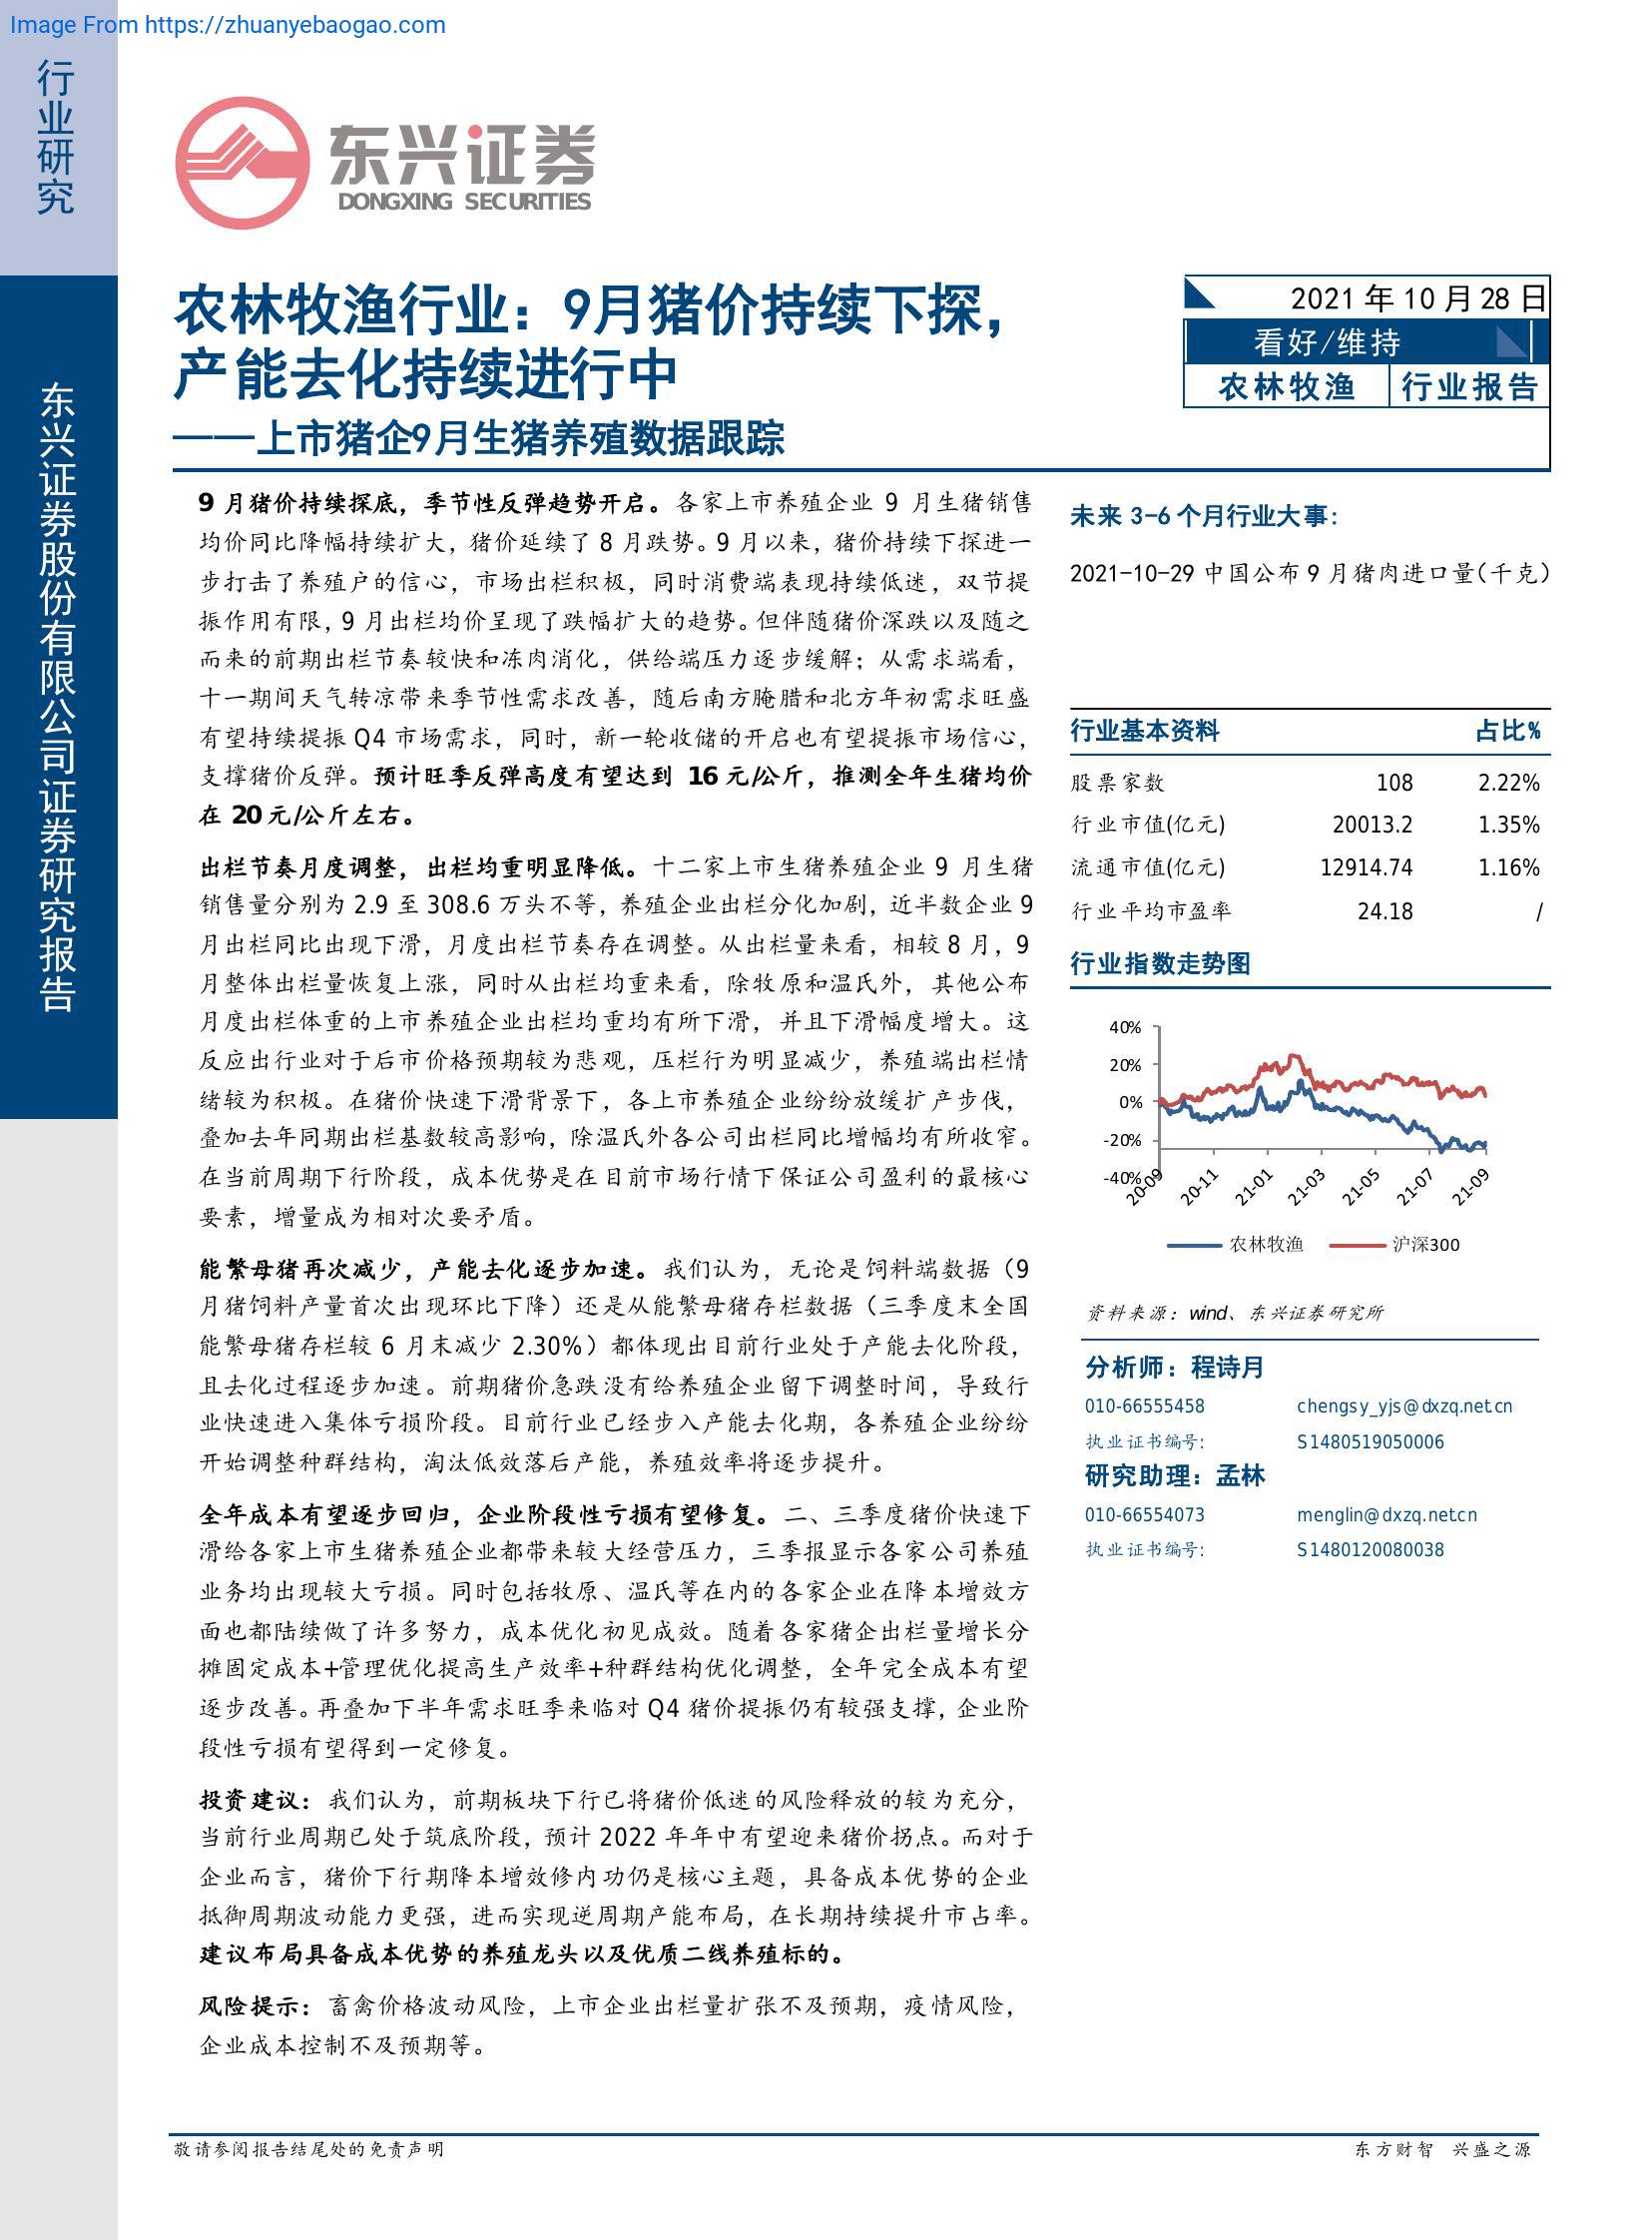 Image From https://zhuanyebaogao.com
行业研究
东兴证券股份有限公司证券研究报告
东兴证券
DONGXING SECURITIES
农林牧渔行业：9月猪价持续下探，
产能去化持续进行中
——上市猪企9月生猪养殖数据跟踪
2021 年 10 月 28 日
看好/维持
农林牧渔 行业报告
9 月猪价持续探底，季节性反弹趋势开启。各家上市养殖企业 9 月生猪销售
均价同比降幅持续扩大，猪价延续了 8 月跌势。9 月以来，猪价持续下探进一
步打击了养殖户的信心，市场出栏积极，同时消费端表现持续低迷，双节提
振作用有限，9 月出栏均价呈现了跌幅扩大的趋势。但伴随猪价深跌以及随之
而来的前期出栏节奏较快和冻肉消化，供给端压力逐步缓解；从需求端看，
十一期间天气转凉带来季节性需求改善，随后南方腌腊和北方年初需求旺盛
有望持续提振 Q4 市场需求，同时，新一轮收储的开启也有望提振市场信心，
支撑猪价反弹。预计旺季反弹高度有望达到 16 元/公斤，推测全年生猪均价
在 20 元/公斤左右。
出栏节奏月度调整，出栏均重明显降低。十二家上市生猪养殖企业 9 月生猪
销售量分别为 2.9 至 308.6 万头不等，养殖企业出栏分化加剧，近半数企业 9
月出栏同比出现下滑，月度出栏节奏存在调整。从出栏量来看，相较 8 月，9
月整体出栏量恢复上涨，同时从出栏均重来看，除牧原和温氏外，其他公布
月度出栏体重的上市养殖企业出栏均重均有所下滑，并且下滑幅度增大。这
反应出行业对于后市价格预期较为悲观，压栏行为明显减少，养殖端出栏情
绪较为积极。在猪价快速下滑背景下，各上市养殖企业纷纷放缓扩产步伐，
叠加去年同期出栏基数较高影响，除温氏外各公司出栏同比增幅均有所收窄。
在当前周期下行阶段，成本优势是在目前市场行情下保证公司盈利的最核心
要素，增量成为相对次要矛盾。
能繁母猪再次减少，产能去化逐步加速。我们认为，无论是饲料端数据（9
月猪饲料产量首次出现环比下降）还是从能繁母猪存栏数据（三季度末全国
能繁母猪存栏较 6 月末减少 2.30%）都体现出目前行业处于产能去化阶段，
且去化过程逐步加速。前期猪价急跌没有给养殖企业留下调整时间，导致行
业快速进入集体亏损阶段。目前行业已经步入产能去化期，各养殖企业纷纷
开始调整种群结构，淘汰低效落后产能，养殖效率将逐步提升。
全年成本有望逐步回归，企业阶段性亏损有望修复。二、三季度猪价快速下
滑给各家上市生猪养殖企业都带来较大经营压力，三季报显示各家公司养殖
业务均出现较大亏损。同时包括牧原、温氏等在内的各家企业在降本增效方
面也都陆续做了许多努力，成本优化初见成效。随着各家猪企出栏量增长分
摊固定成本+管理优化提高生产效率+种群结构优化调整，全年完全成本有望
逐步改善。再叠加下半年需求旺季来临对 Q4 猪价提振仍有较强支撑，企业阶
段性亏损有望得到一定修复。
投资建议：我们认为，前期板块下行已将猪价低迷的风险释放的较为充分，
当前行业周期已处于筑底阶段，预计 2022 年年中有望迎来猪价拐点。而对于
企业而言，猪价下行期降本增效修内功仍是核心主题，具备成本优势的企业
抵御周期波动能力更强，进而实现逆周期产能布局，在长期持续提升市占率。
建议布局具备成本优势的养殖龙头以及优质二线养殖标的。
风险提示：畜禽价格波动风险，上市企业出栏量扩张不及预期，疫情风险，
企业成本控制不及预期等。
未来 3-6 个月行业大事：
2021-10-29 中国公布 9 月猪肉进口量（千克）
行业基本资料 占比%
股票家数 108 2.22%
行业市值(亿元) 20013.2 1.35%
流通市值(亿元) 12914.74 1.16%
行业平均市盈率 24.18 /
行业指数走势图
40%
20%
0%
-20%
-40%
20-09 20-11 21-01 21-03 21-05 21-07 21-09
农林牧渔 沪深300
资料来源：wind、东兴证券研究所
分析师：程诗月
010-66555458 chengsy_yjs@dxzq.net.cn
执业证书编号: S1480519050006
研究助理：孟林
010-66554073 menglin@dxzq.net.cn
执业证书编号: S1480120080038
敬请参阅报告结尾处的免责声明 东方财智 兴盛之源